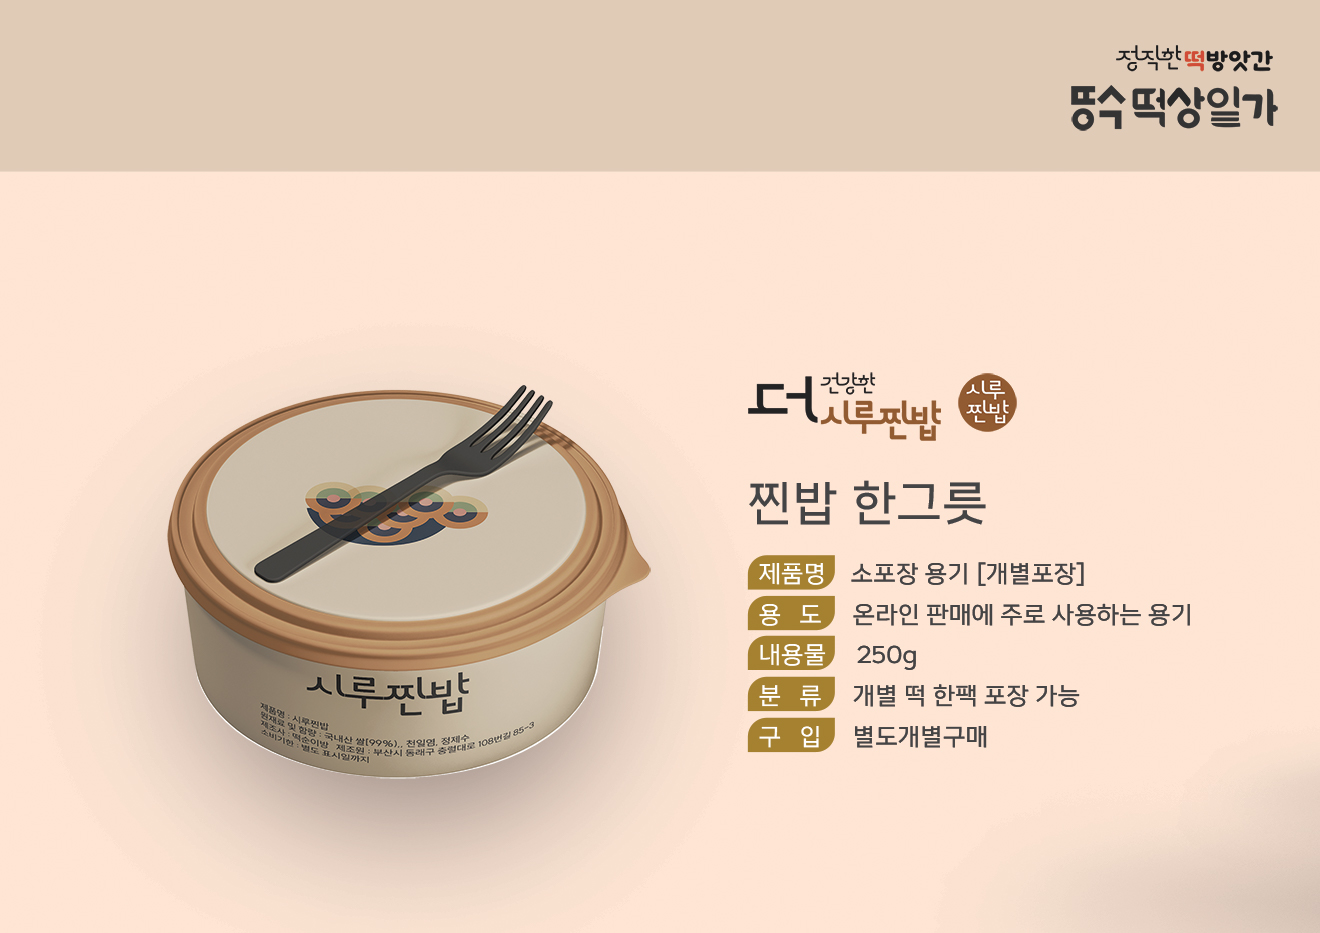 정직한떡방앗간
뚱수떡상일가
더 건강한
시루찐밥
시루
찐밥
찐밥 한그릇
제품명 소포장 용기 [개별포장]
용 도 온라인 판매에 주로 사용하는 용기
내용물 250g
분 류 개별 떡 한팩 포장 가능
구 입 별도개별구매
시루찐밥
제품명 : 시루찐밥
원재료 및 함량 : 국내산 쌀(99%),, 천일염, 정제수
제조사 : 떡순이방 제조원 : 부산시 동래구 충렬대로 108번길 85-3
소비기한 : 별도 표시일까지